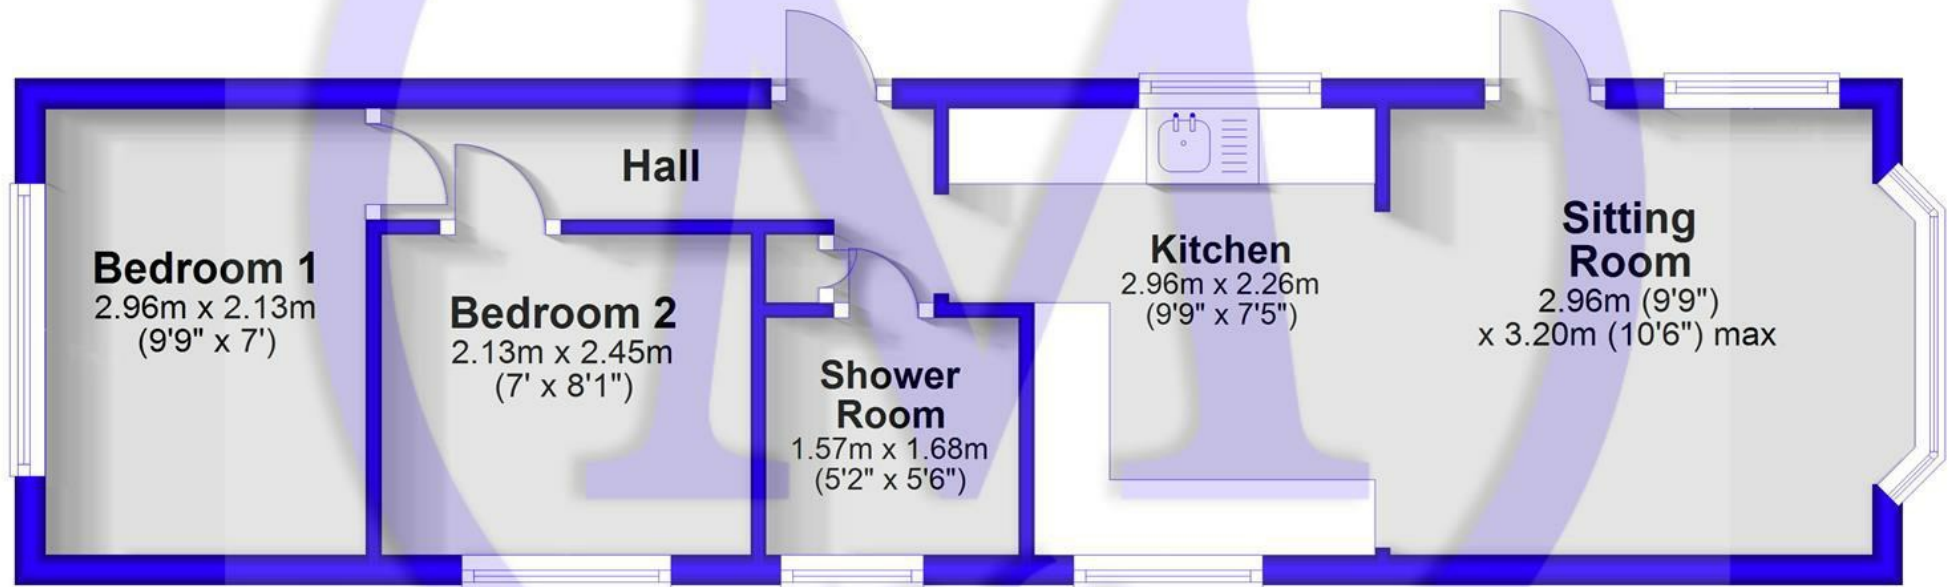 Hall
Bedroom 1
2.96m x 2.13m
(9'9" x 7')
Bedroom 2
2.13m x 2.45m
(7' x 8'1")
Shower
Room
1.57m x 1.68m
(5'2" x 5'6")
Kitchen
2.96m x 2.26m
(9'9" x 7'5")
Sitting
Room
2.96m (9'9")
x 3.20m (10'6") max
(M)